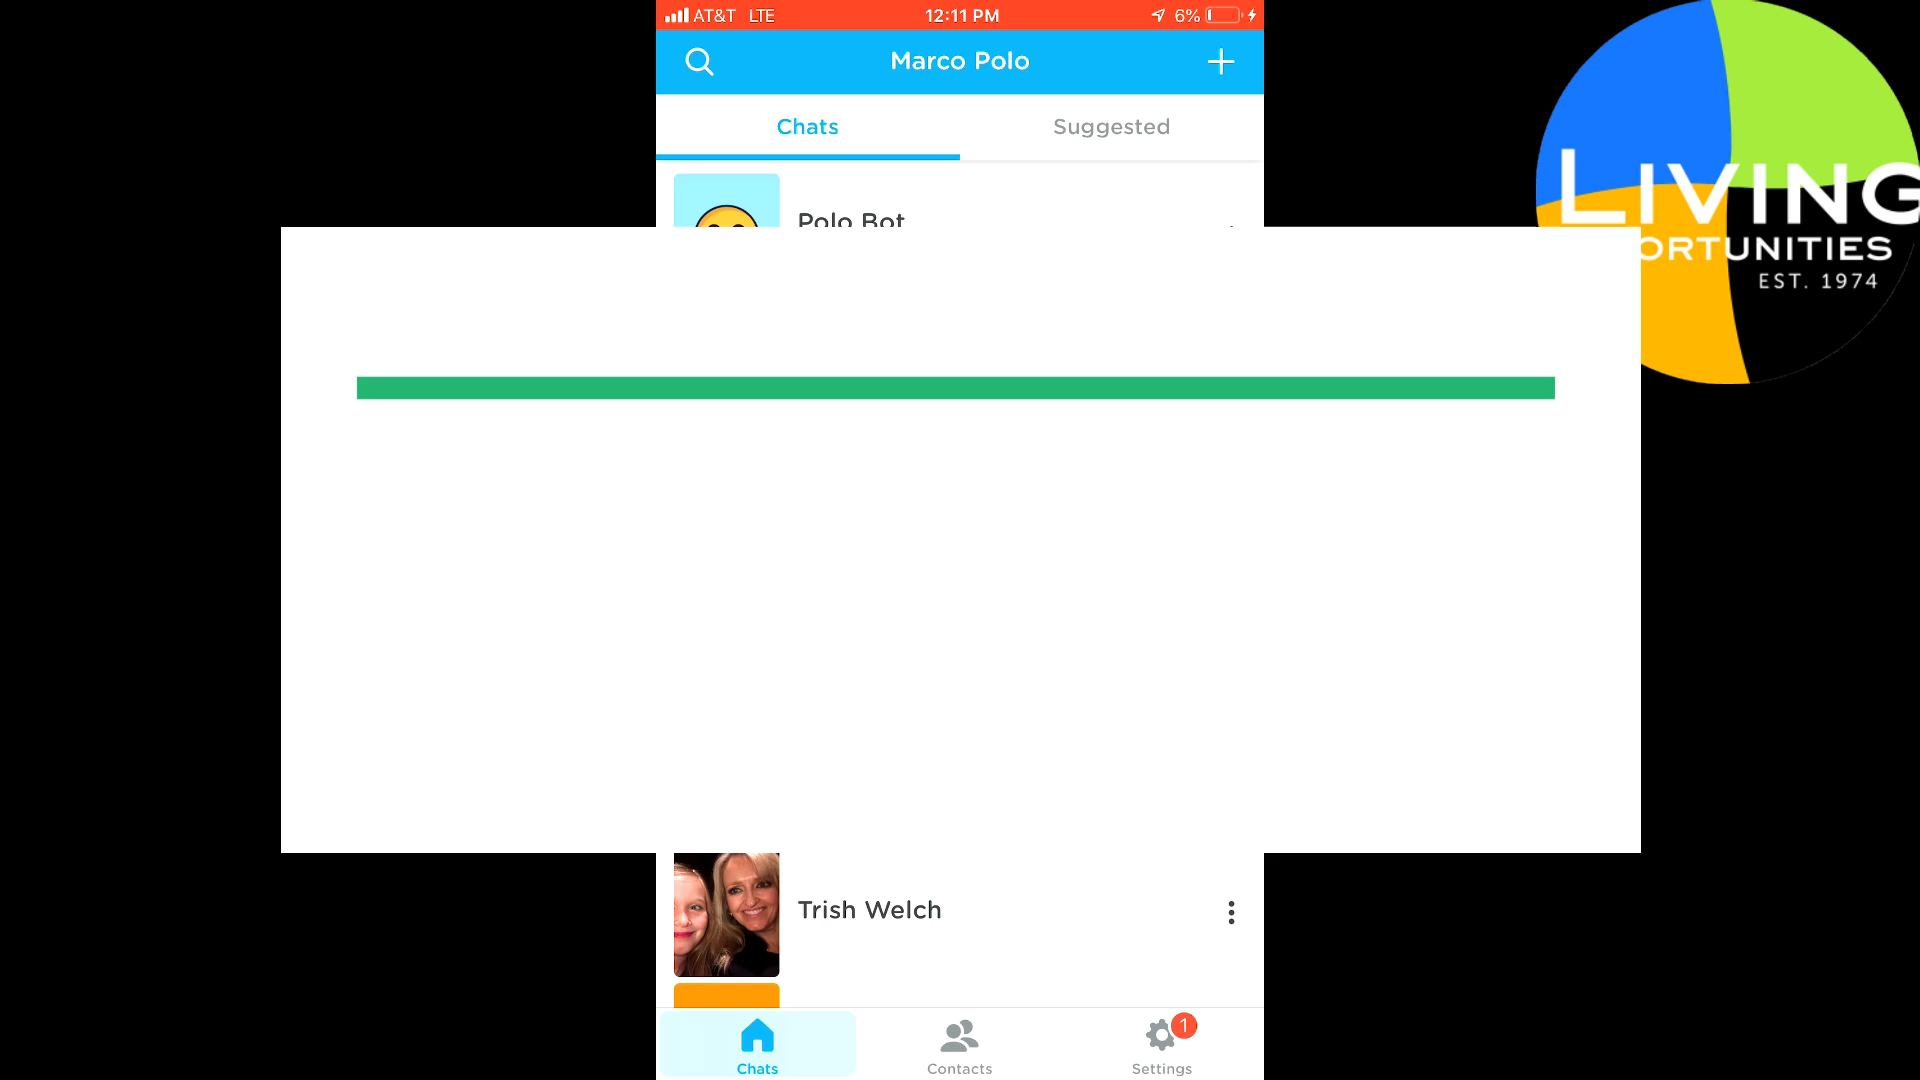 AT&T LTE 12:11 PM 6%
Marco Polo
Chats Suggested
Polo Bot
LIVING
ORTUNITIES
EST. 1974
Trish Welch
1
Chats Contacts Settings